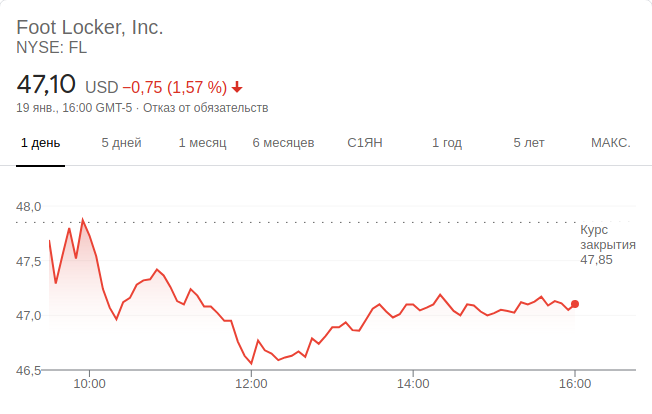 Foot Locker, Inc.
NYSE: FL
47,10 USD −0,75 (1,57 %)
19 янв., 16:00 GMT-5 · Отказ от обязательств
1 день 5 дней 1 месяц 6 месяцев С1ЯН 1 год 5 лет МАКС.
48,0
Курс
закрытия
47,85
47,5
47,0
46,5
10:00 12:00 14:00 16:00